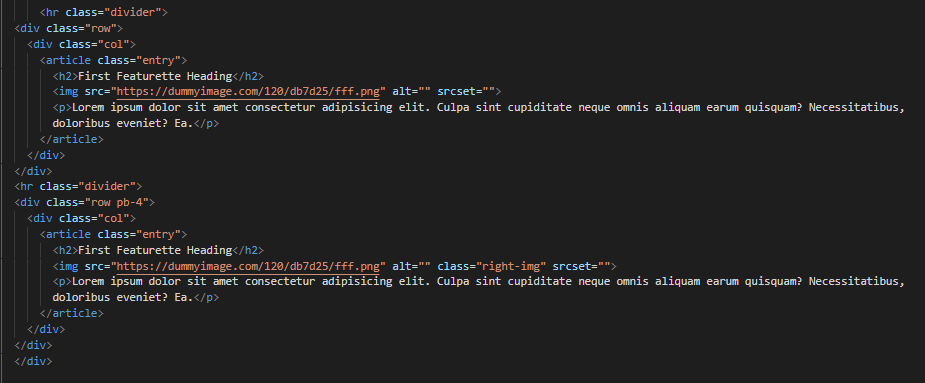 <hr class="divider">
<div class="row">
<div class="col">
<article class="entry">
<h2>First Featurette Heading</h2>
<img src="https://dummyimage.com/120/db7d25/fff.png" alt="" srcset="">
<p>Lorem ipsum dolor sit amet consectetur adipisicing elit. Culpa sint cupiditate neque omnis aliquam earum quisquam? Necessitatibus,
doloribus eveniet? Ea.</p>
</article>
</div>
</div>
<hr class="divider">
<div class="row pb-4">
<div class="col">
<article class="entry">
<h2>First Featurette Heading</h2>
<img src="https://dummyimage.com/120/db7d25/fff.png" alt="" class="right-img" srcset="">
<p>Lorem ipsum dolor sit amet consectetur adipisicing elit. Culpa sint cupiditate neque omnis aliquam earum quisquam? Necessitatibus,
doloribus eveniet? Ea.</p>
</article>
</div>
</div>
</div>